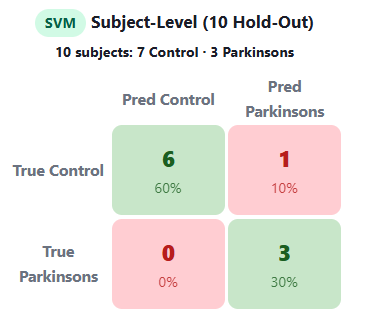 SVM Subject-Level (10 Hold-Out)
10 subjects: 7 Control · 3 Parkinsons
Pred Control
Pred
Parkinsons
True Control
6
60%
1
10%
True
Parkinsons
0
0%
3
30%